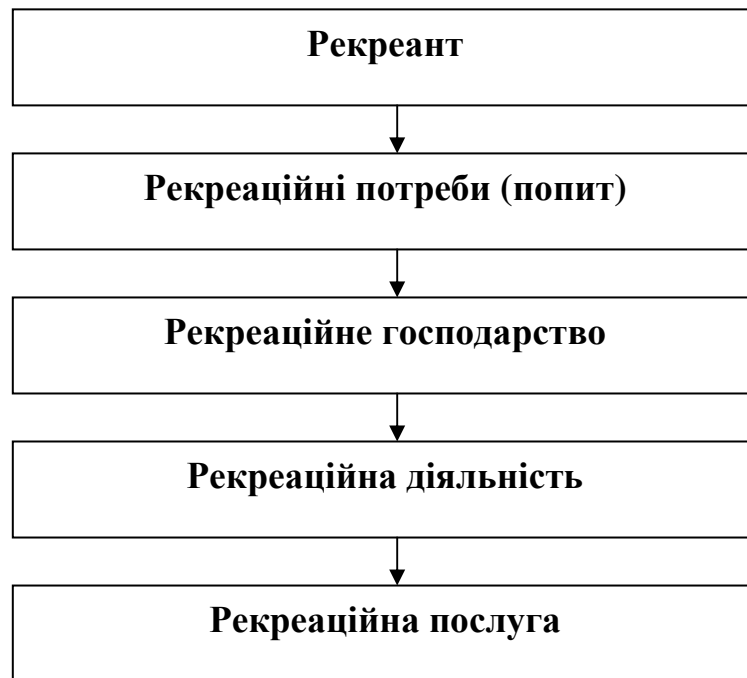 Рекреант
Рекреаційні потреби (попит)
Рекреаційне господарство
Рекреаційна діяльність
Рекреаційна послуга